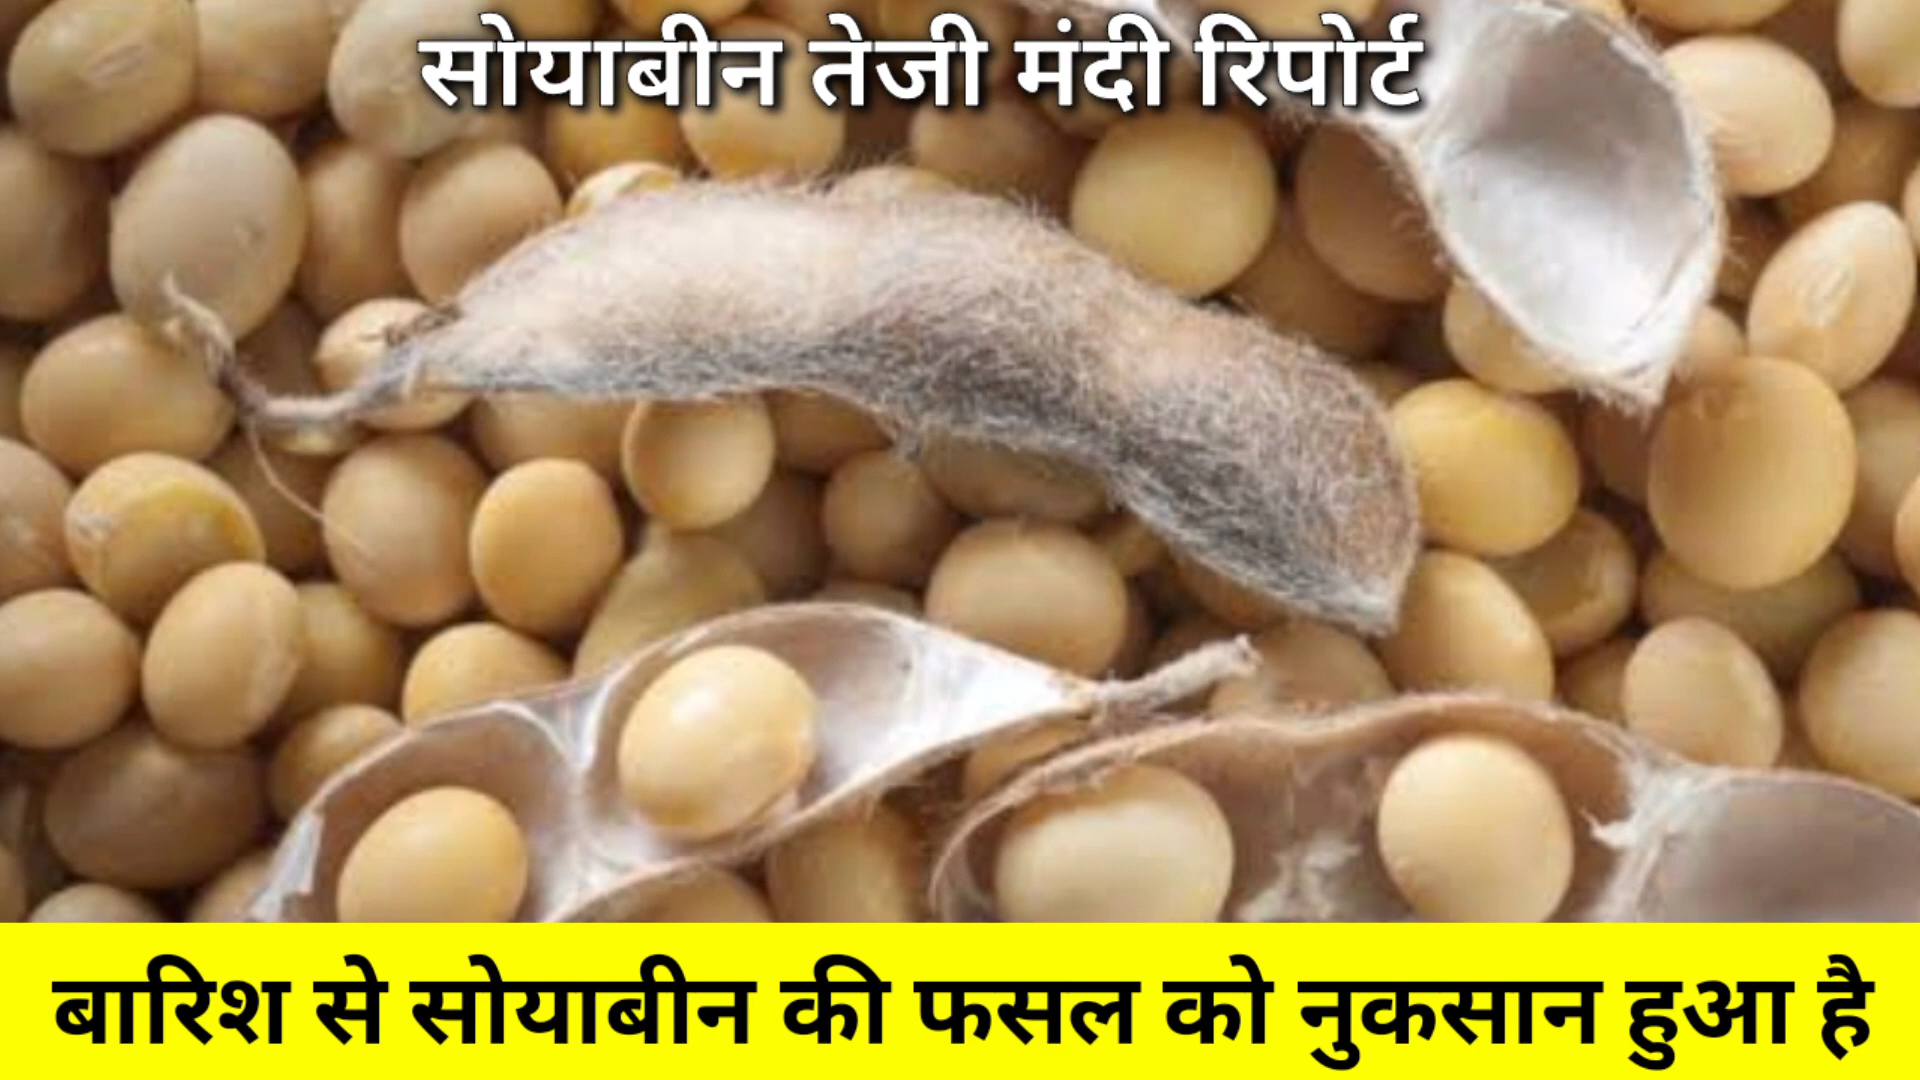 सोयाबीन तेजी मंदी रिपोर्ट
बारिश से सोयाबीन की फसल को नुकसान हुआ है